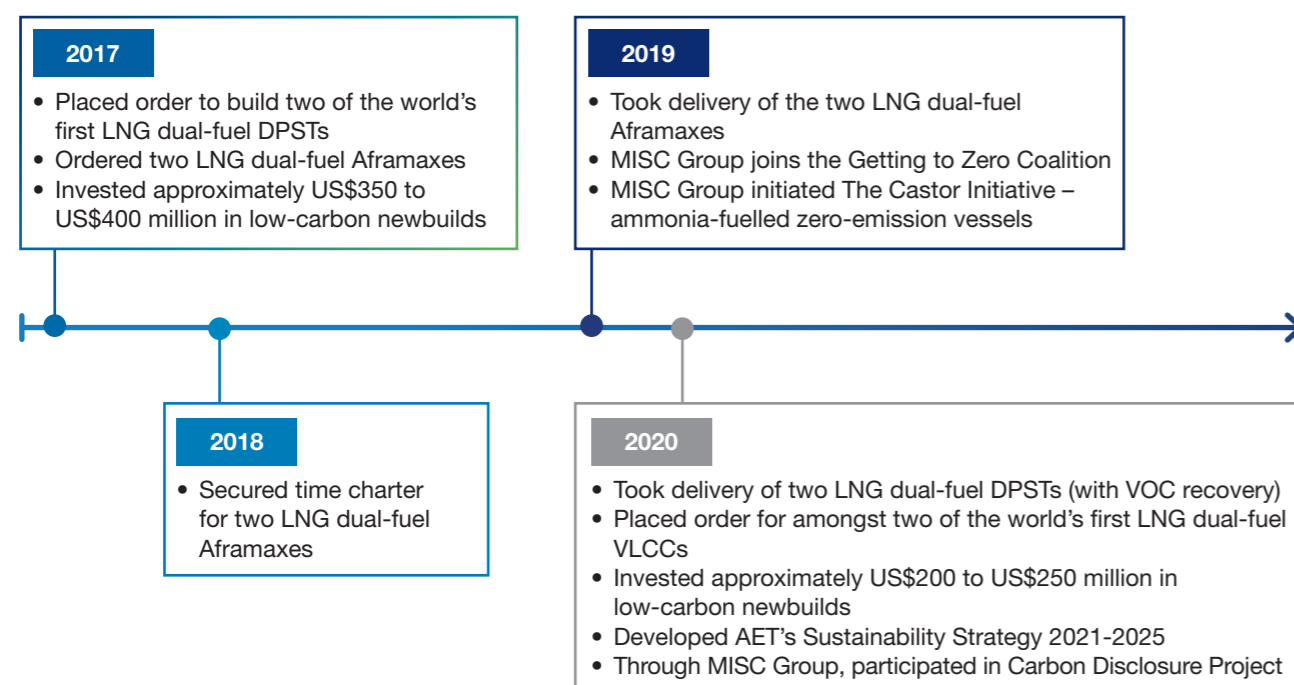 2017
• Placed order to build two of the world’s
first LNG dual-fuel DPSTs
• Ordered two LNG dual-fuel Aframaxes
• Invested approximately US$350 to
US$400 million in low-carbon newbuilds
2019
• Took delivery of the two LNG dual-fuel
Aframaxes
• MISC Group joins the Getting to Zero Coalition
• MISC Group initiated The Castor Initiative –
ammonia-fuelled zero-emission vessels
2018
• Secured time charter
for two LNG dual-fuel
Aframaxes
2020
• Took delivery of two LNG dual-fuel DPSTs (with VOC recovery)
• Placed order for amongst two of the world’s first LNG dual-fuel
VLCCs
• Invested approximately US$200 to US$250 million in
low-carbon newbuilds
• Developed AET’s Sustainability Strategy 2021-2025
• Through MISC Group, participated in Carbon Disclosure Project